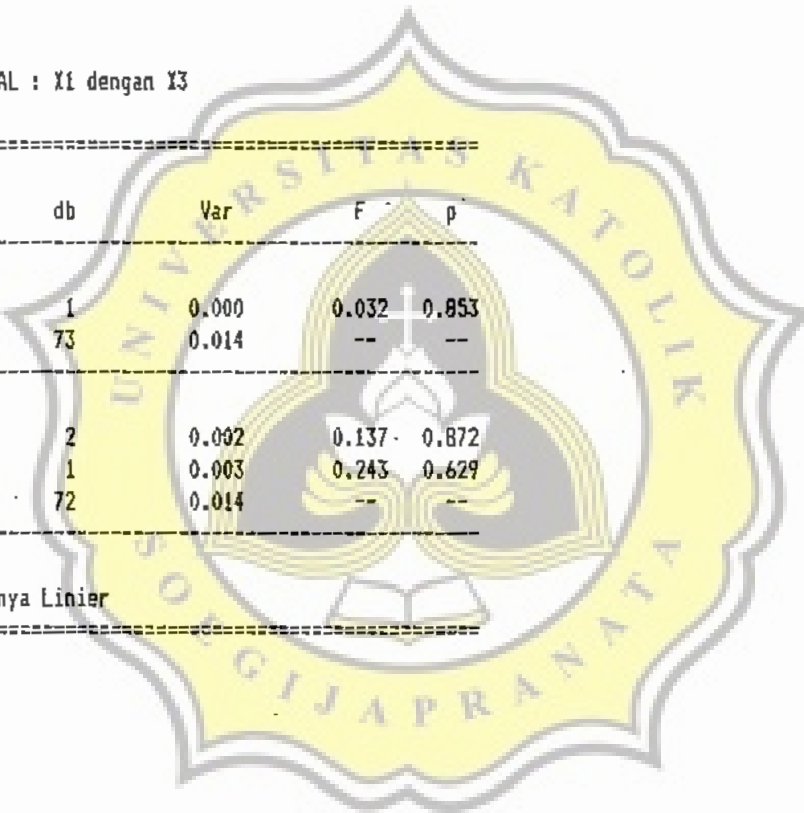 AL : X1 dengan X3
db Var F p
1 0.000 0.032 0.853
73 0.014 -- --
2 0.002 0.137 0.872
1 0.003 0.243 0.629
72 0.014 -- --
nya Linier
UNIVERSITAS KATOLIK
SOEGIJAPRANATA